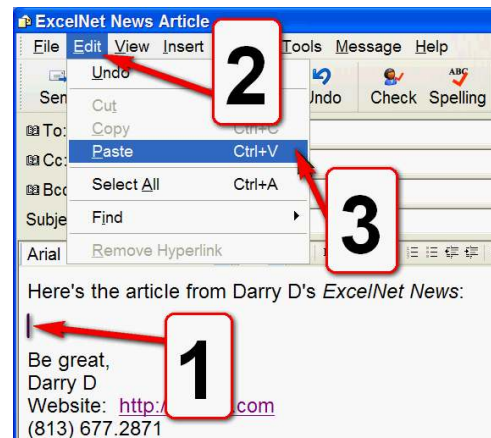 ExcelNet News Article
File Edit View Insert Tools Message Help
2
Undo
Undo Check Spelling
Cut
Copy Ctrl+C
To:
Paste Ctrl+V
Cc:
Select All Ctrl+A
Find
Subje
3
Arial
Remove Hyperlink
Here's the article from Darry D's ExcelNet News:
1
Be great,
Darry D
Website: http:/ .com
(813) 677.2871